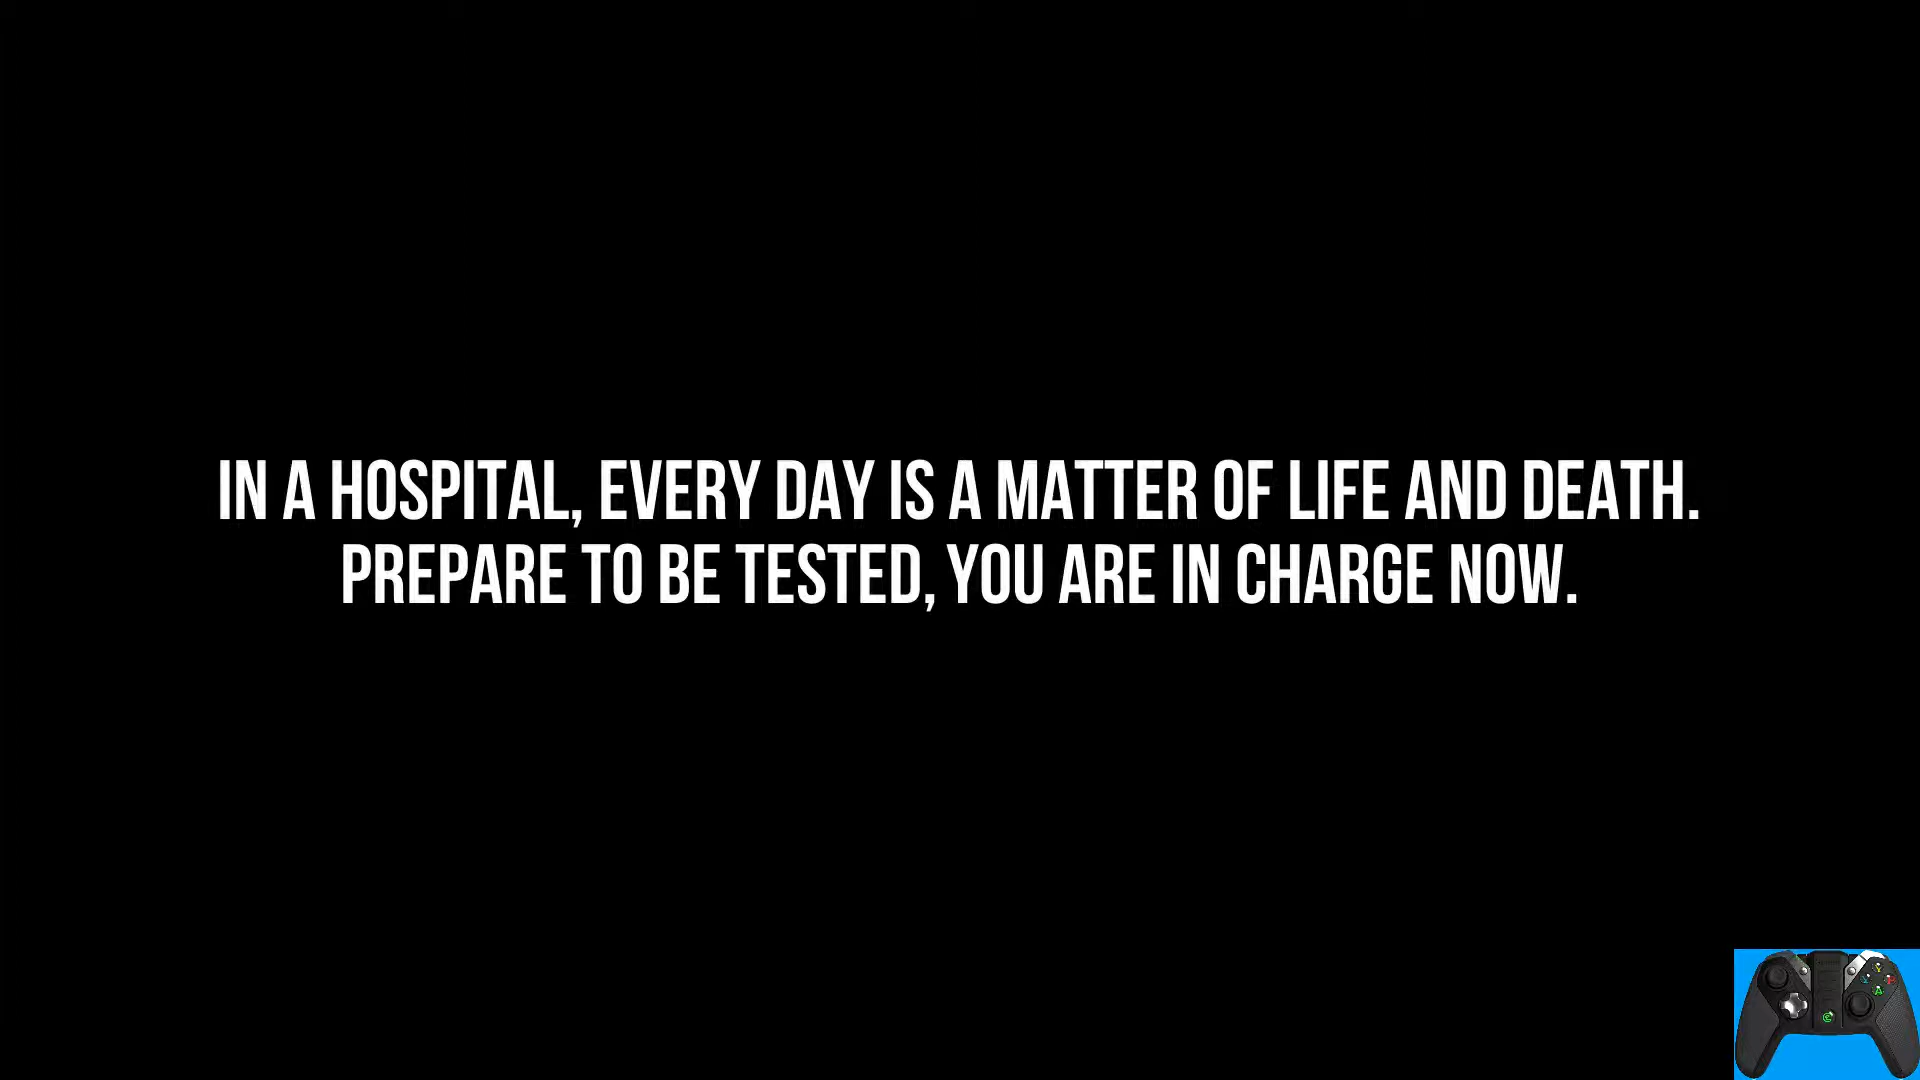 IN A HOSPITAL, EVERY DAY IS A MATTER OF LIFE AND DEATH.
PREPARE TO BE TESTED, YOU ARE IN CHARGE NOW.